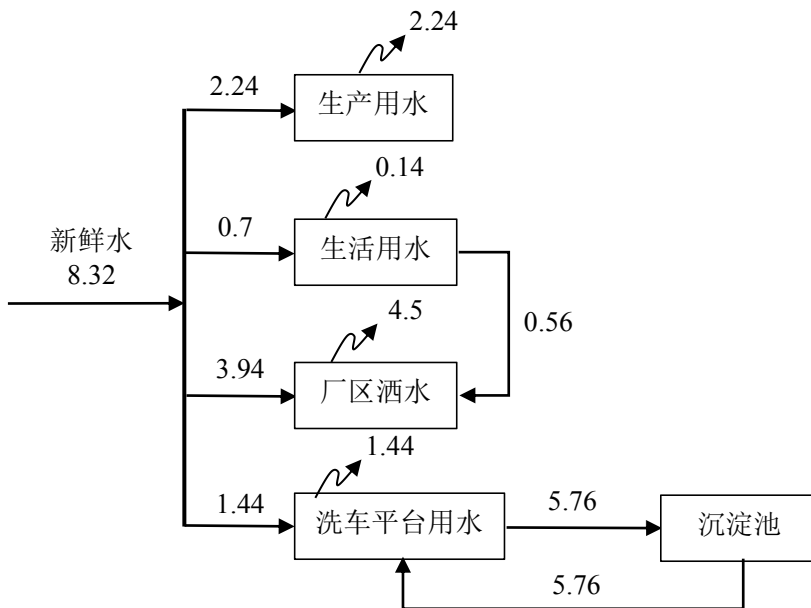 2.24
2.24
生产用水
0.14
0.7
生活用水
新鲜水
8.32
4.5
0.56
3.94
厂区洒水
1.44
1.44
洗车平台用水
5.76
沉淀池
5.76